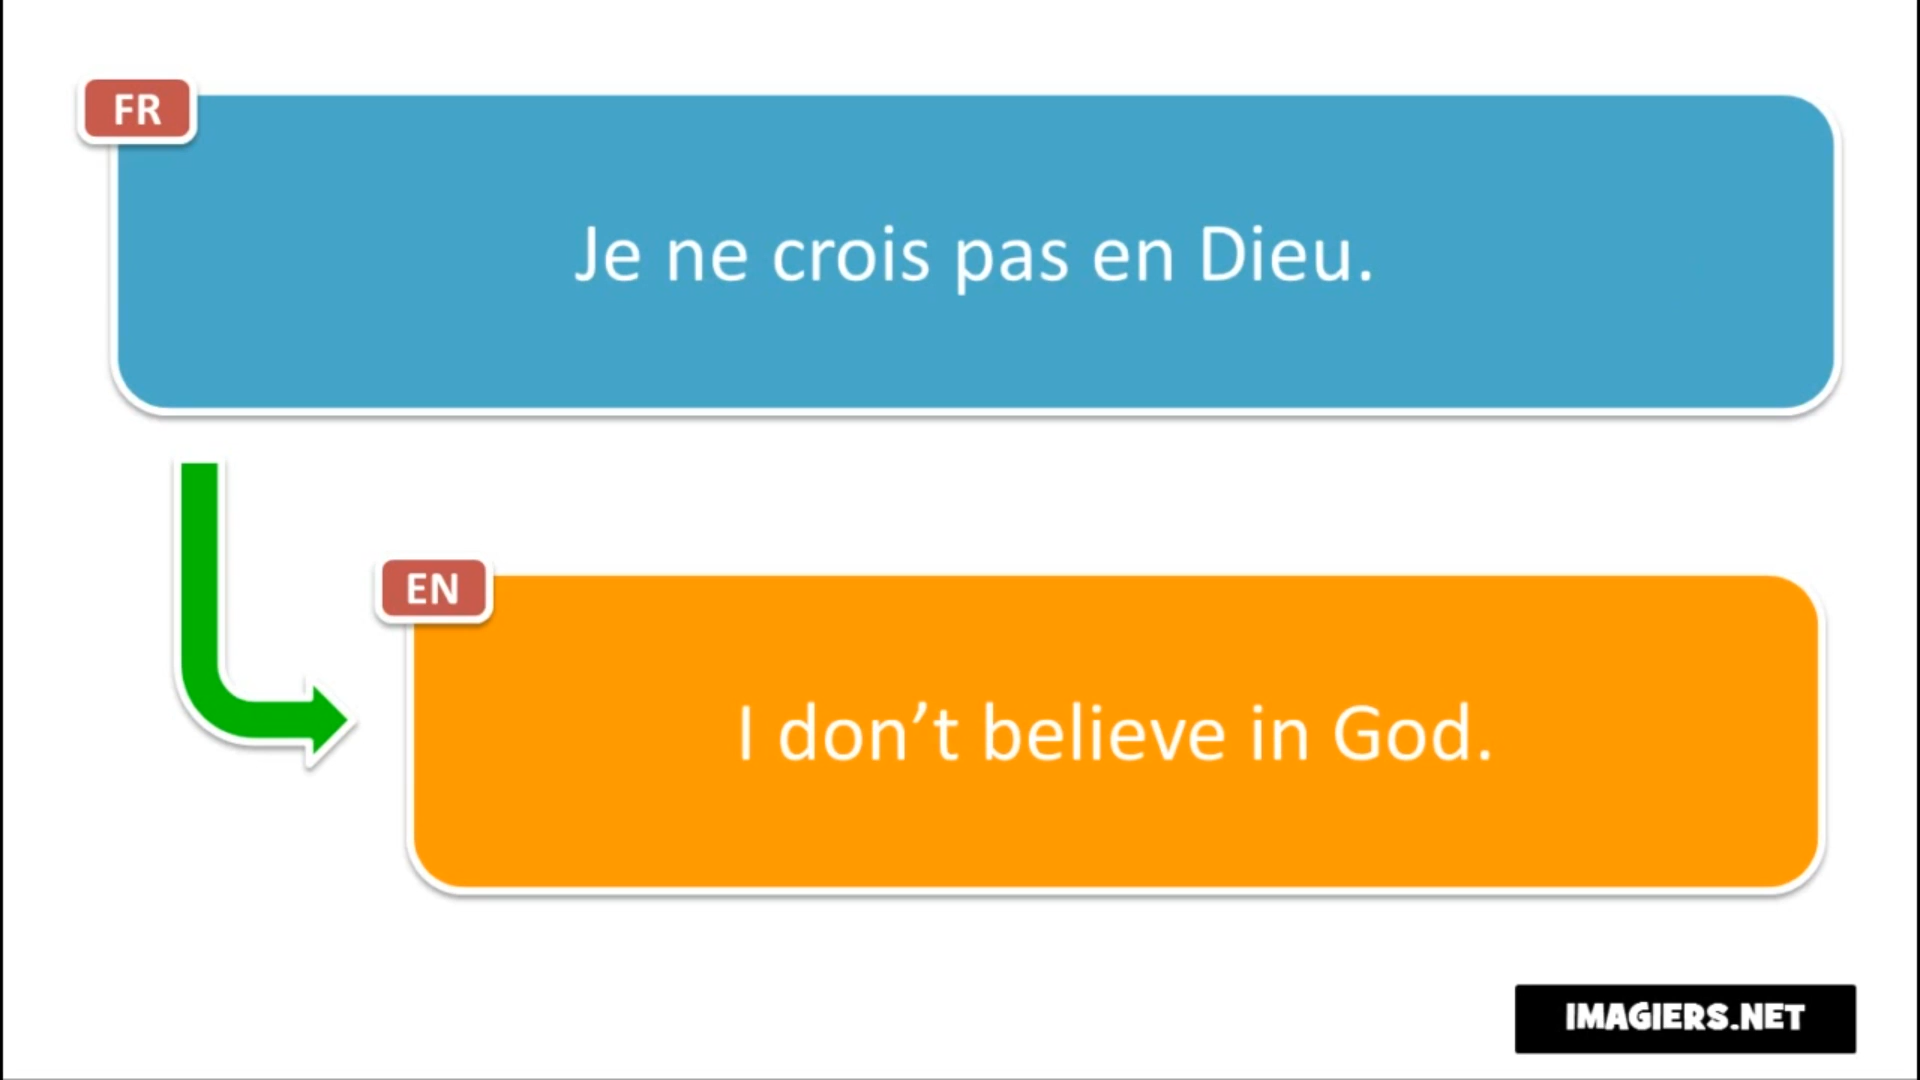 FR
Je ne crois pas en Dieu.
EN
I don’t believe in God.
IMAGIERS.NET